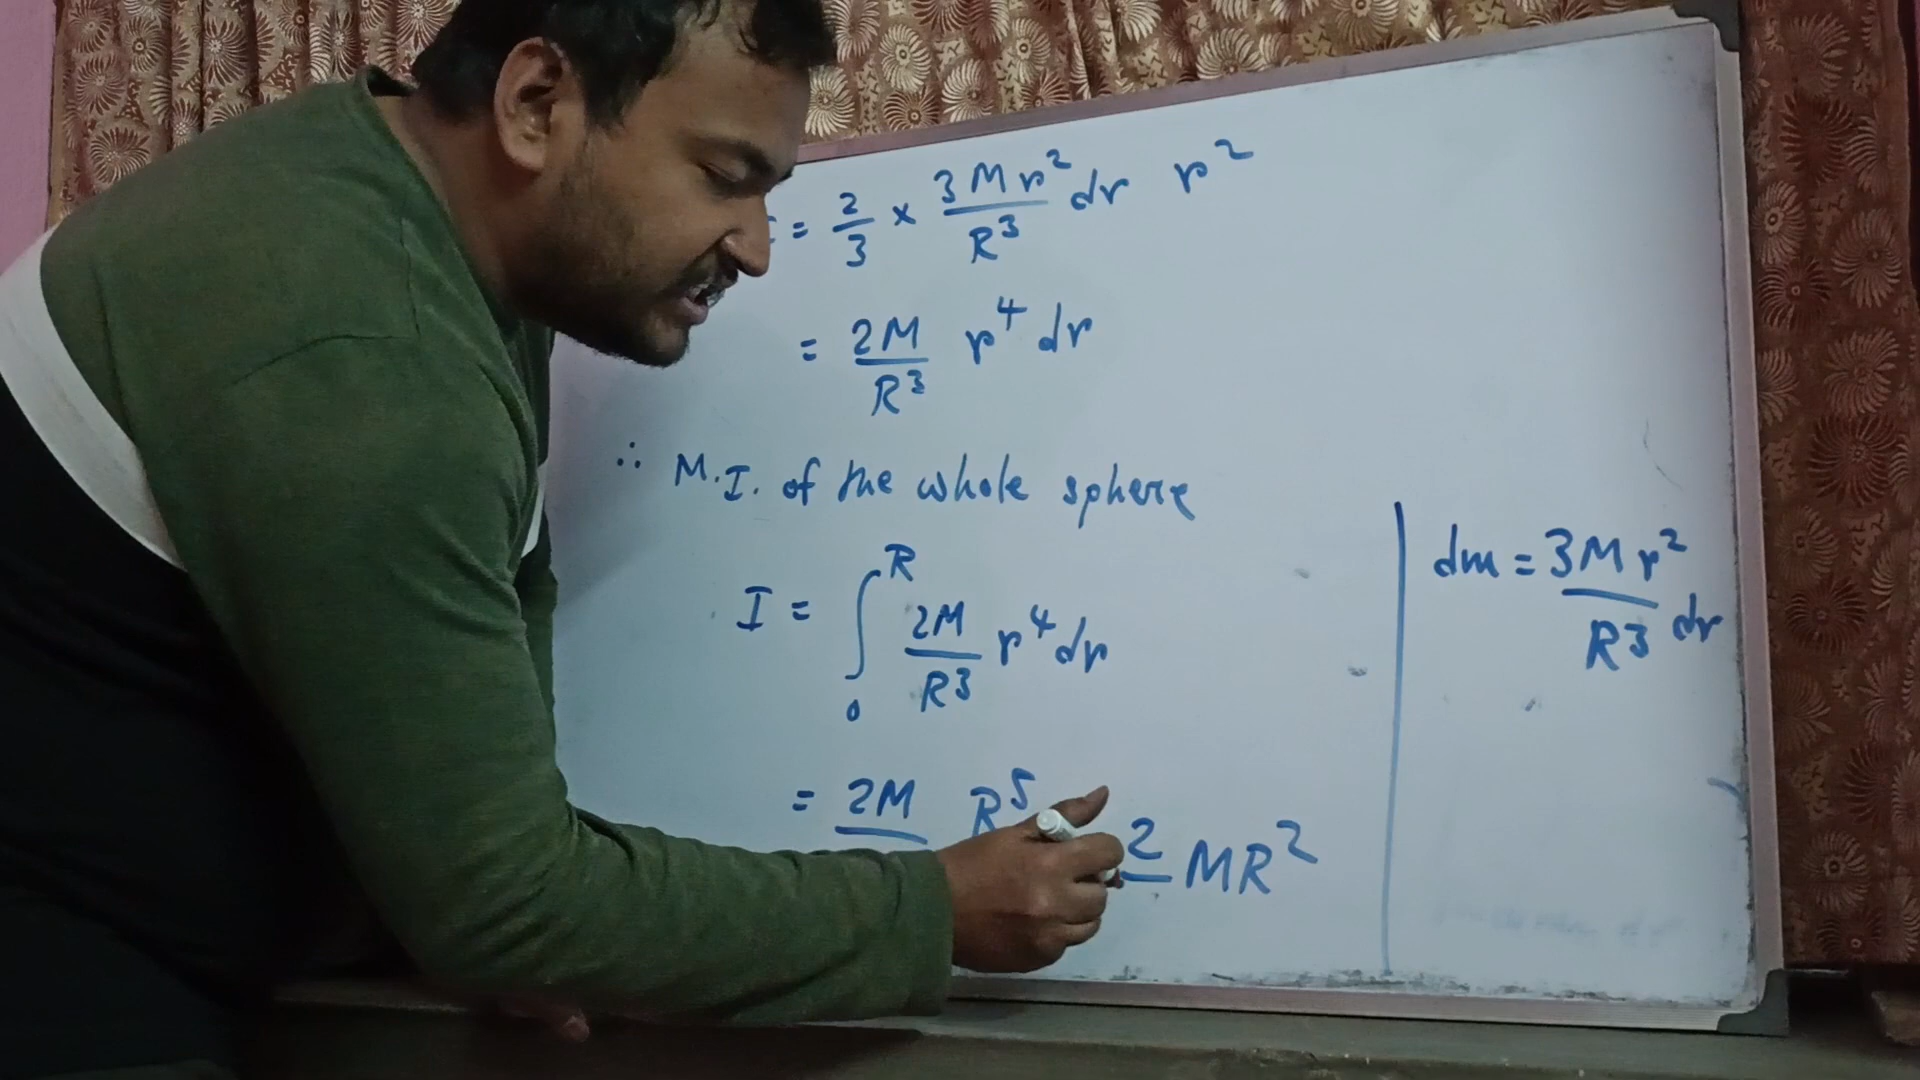 = 2/3 × 3Mr²/R³ dr r²
= 2M/R³ r⁴ dr
∴ M.I. of the whole sphere
I = ∫₀ᴿ 2M/R³ r⁴ dr
= 2M R⁵ 2 MR²
dm = 3Mr²/R³ dr